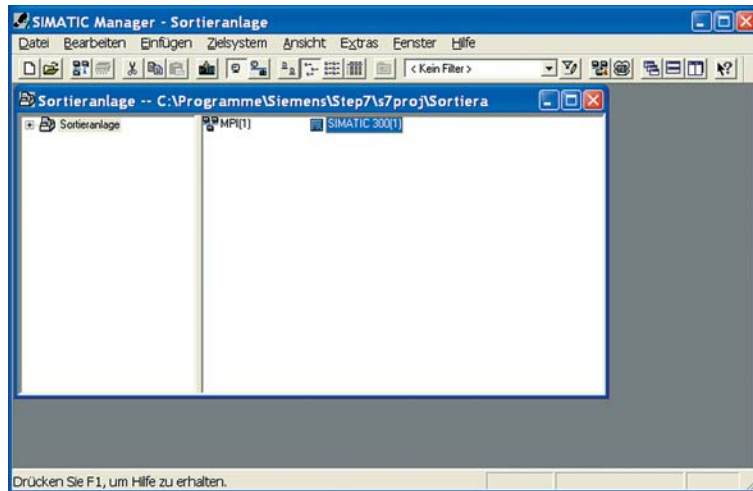 SIMATIC Manager - Sortieranlage
Datei Bearbeiten Einfügen Zielsystem Ansicht Extras Fenster Hilfe
< Kein Filter >
Sortieranlage -- C:\Programme\Siemens\Step7\s7proj\Sortiera
Sortieranlage
MPI(1) SIMATIC 300(1)
Drücken Sie F1, um Hilfe zu erhalten.